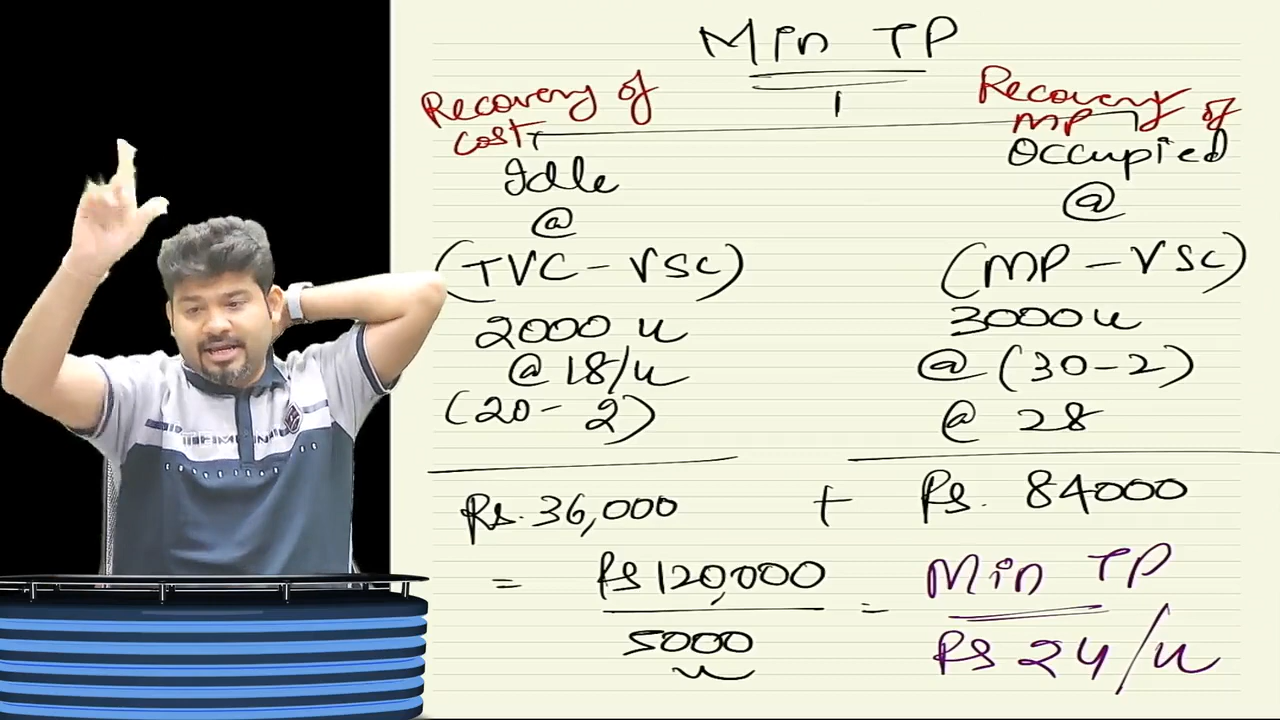 Min TP
Recovery of
cost
Idle
@
(TVC - VSC)
2000 u
@ 18/u
(20 - 2)
Rs. 36,000
Recovery of
MP
Occupied
@
(MP - VSC)
3000 u
@ (30 - 2)
@ 28
+ Rs. 84000
= Rs 120,000
5000
u
= Min TP
Rs 24/u